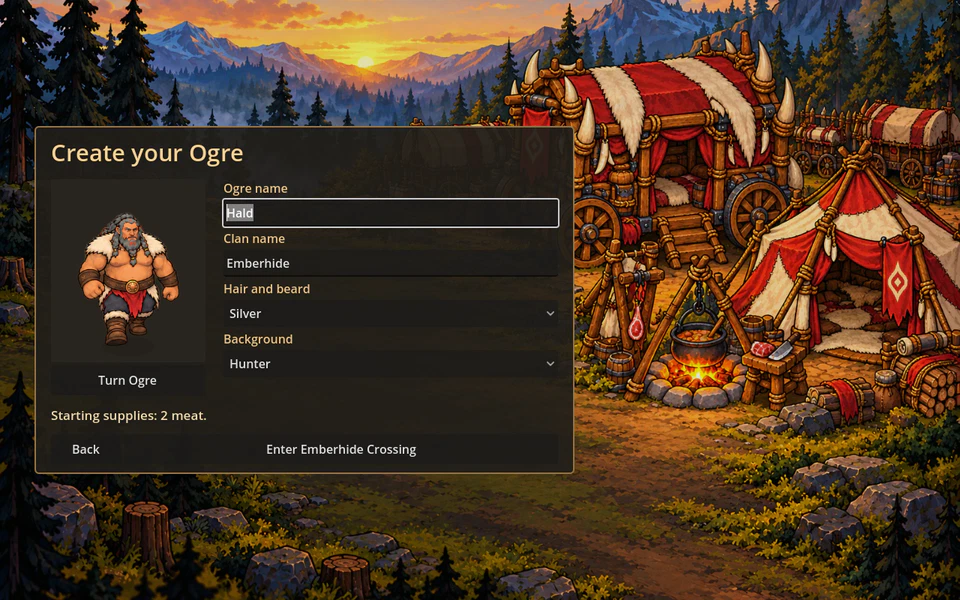 Create your Ogre
Ogre name
Hald
Clan name
Emberhide
Hair and beard
Silver
Background
Hunter
Turn Ogre
Starting supplies: 2 meat.
Back
Enter Emberhide Crossing